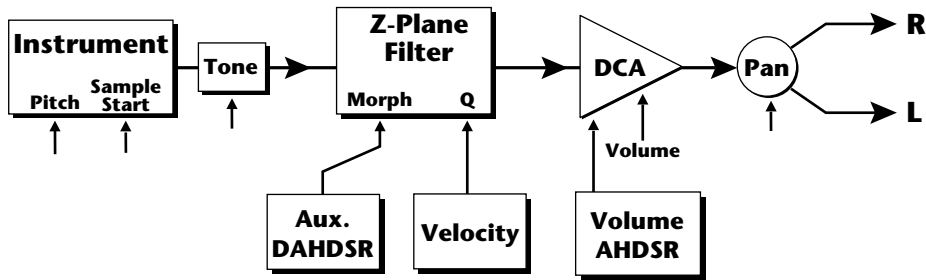 Instrument
Pitch
Sample
Start
Tone
Z-Plane
Filter
Morph
Q
DCA
Volume
Pan
R
L
Aux.
DAHDSR
Velocity
Volume
AHDSR